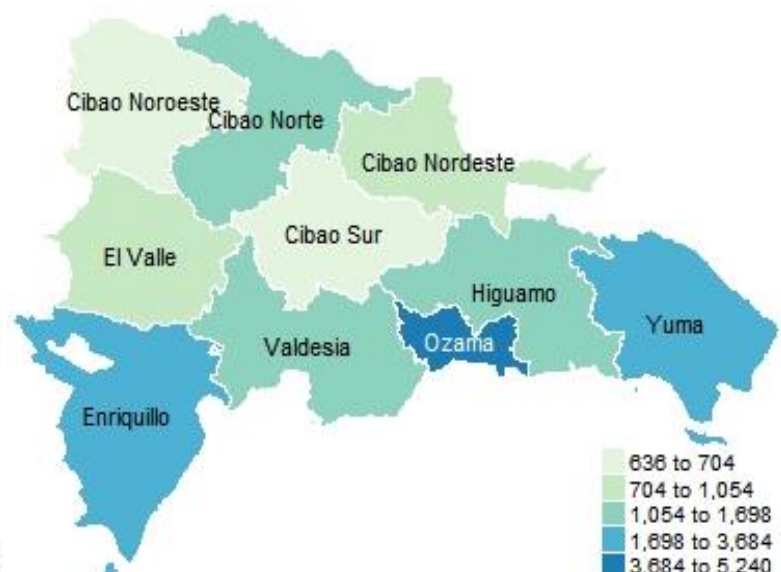 Cibao Noroeste
Cibao Norte
Cibao Nordeste
El Valle
Cibao Sur
Higuamo
Yuma
Valdesia
Ozama
Enriquillo
636 to 704
704 to 1,054
1,054 to 1,698
1,698 to 3,684
3,684 to 5,240